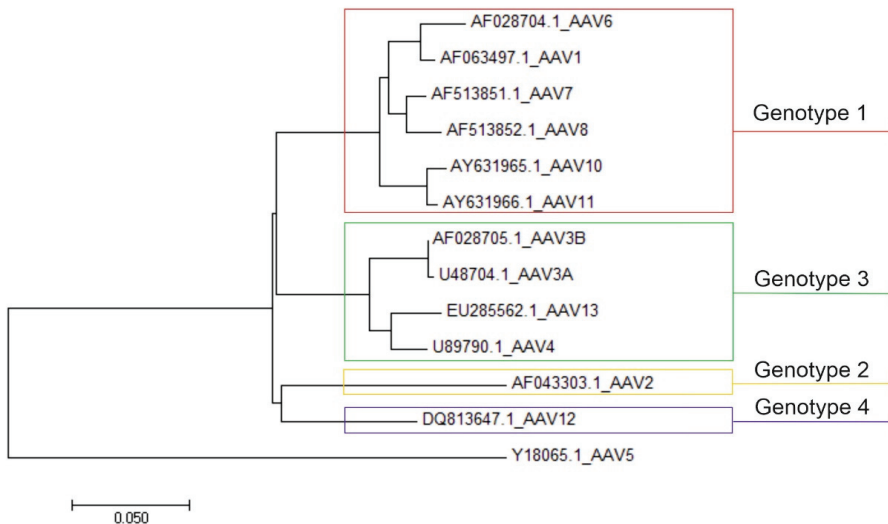 AF028704.1_AAV6
AF063497.1_AAV1
AF513851.1_AAV7
Genotype 1
AF513852.1_AAV8
AY631965.1_AAV10
AY631966.1_AAV11
AF028705.1_AAV3B
U48704.1_AAV3A
Genotype 3
EU285562.1_AAV13
U89790.1_AAV4
Genotype 2
AF043303.1_AAV2
Genotype 4
DQ813647.1_AAV12
Y18065.1_AAV5
0.050